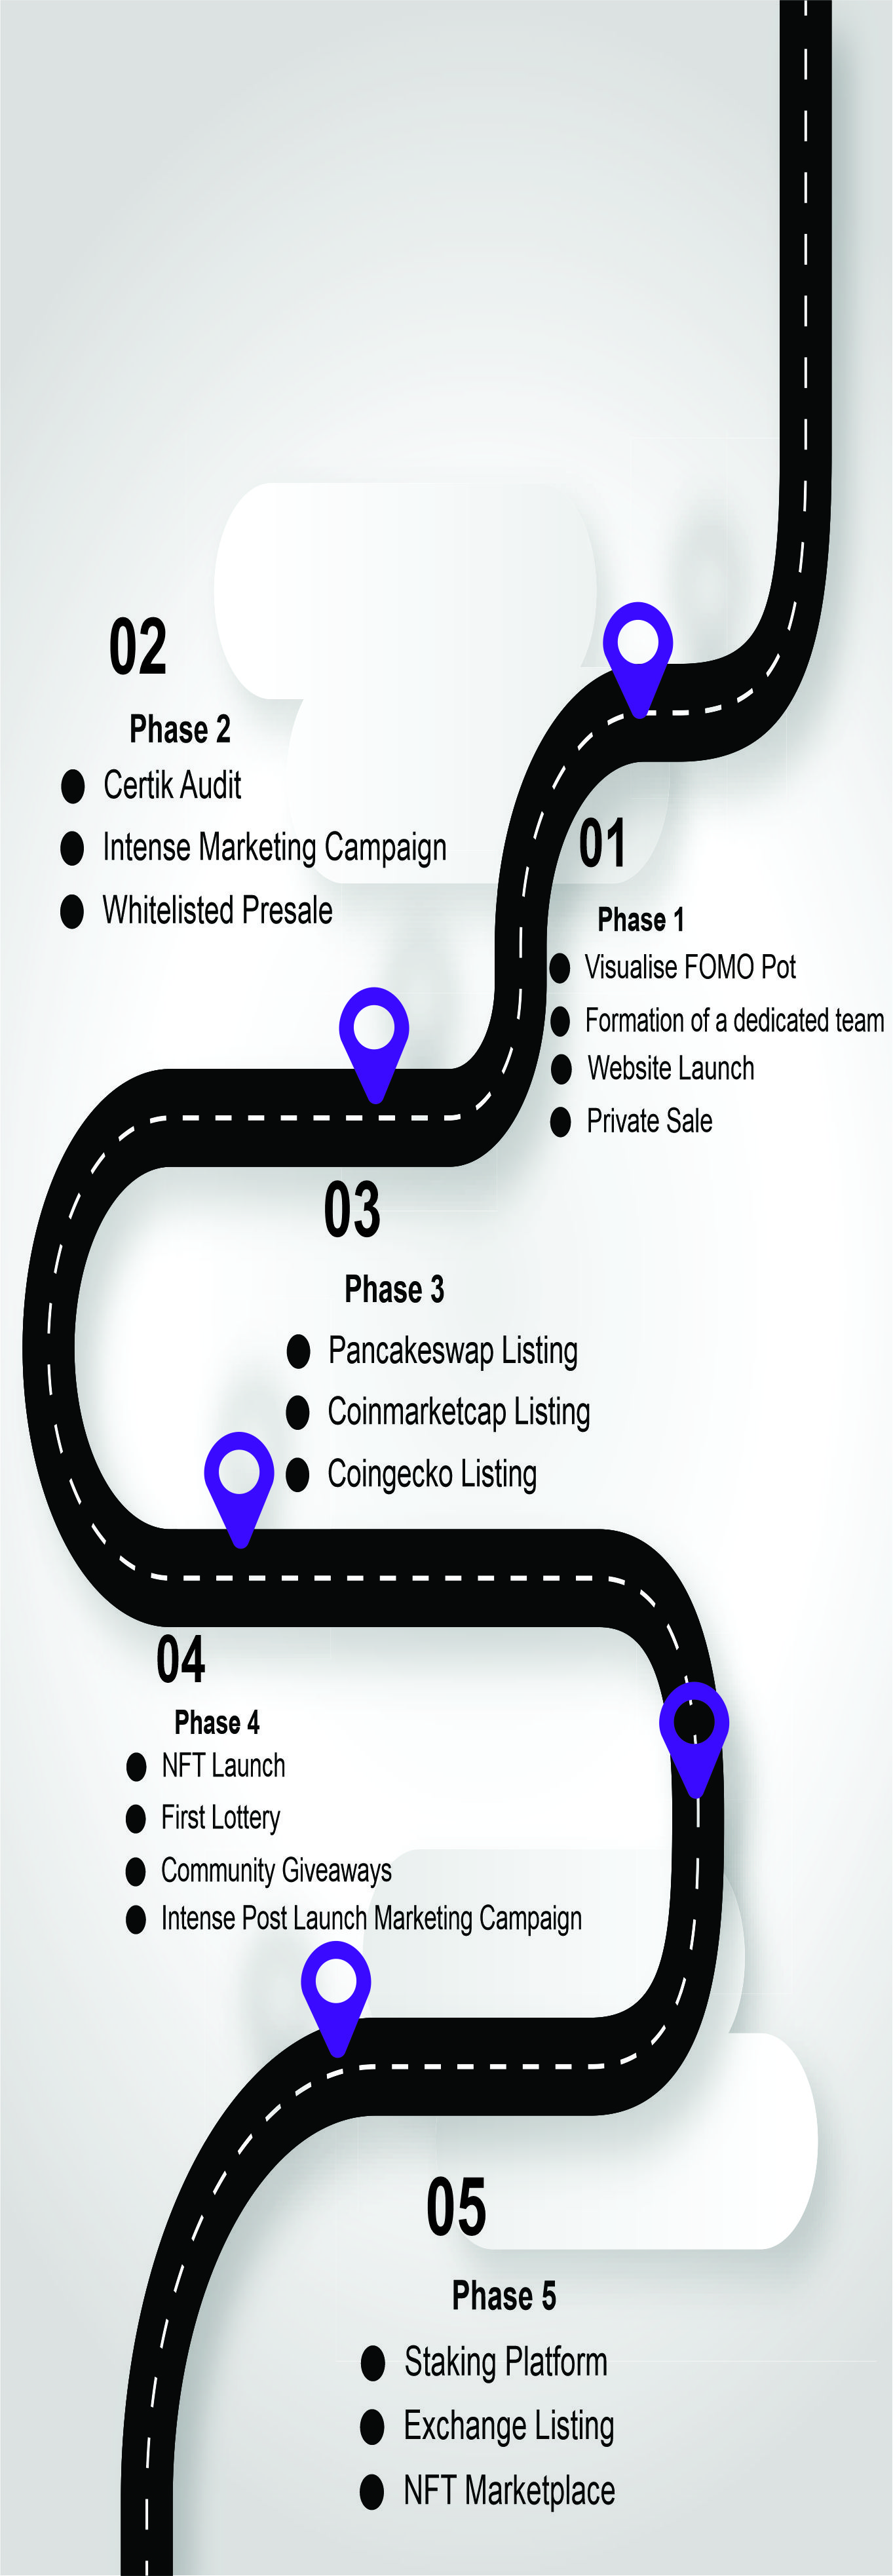 02
Phase 2
Certik Audit
Intense Marketing Campaign
Whitelisted Presale
01
Phase 1
Visualise FOMO Pot
Formation of a dedicated team
Website Launch
Private Sale
03
Phase 3
Pancakeswap Listing
Coinmarketcap Listing
Coingecko Listing
04
Phase 4
NFT Launch
First Lottery
Community Giveaways
Intense Post Launch Marketing Campaign
05
Phase 5
Staking Platform
Exchange Listing
NFT Marketplace